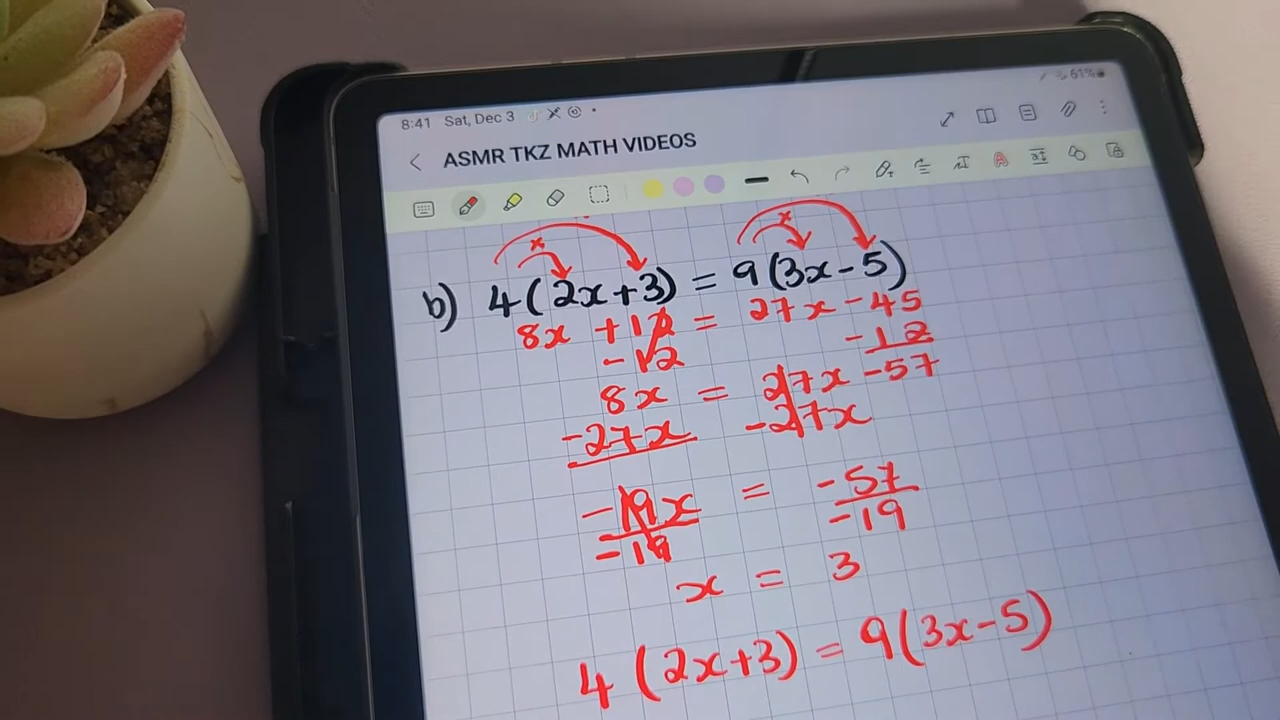 8:41 Sat, Dec 3 61%
ASMR TKZ MATH VIDEOS
x x
b) 4(2x+3) = 9(3x-5)
8x +12 = 27x -45
-12 -12
8x = 27x -57
-27x -27x
-19x = -57
-19 -19
x = 3
4(2x+3) = 9(3x-5)